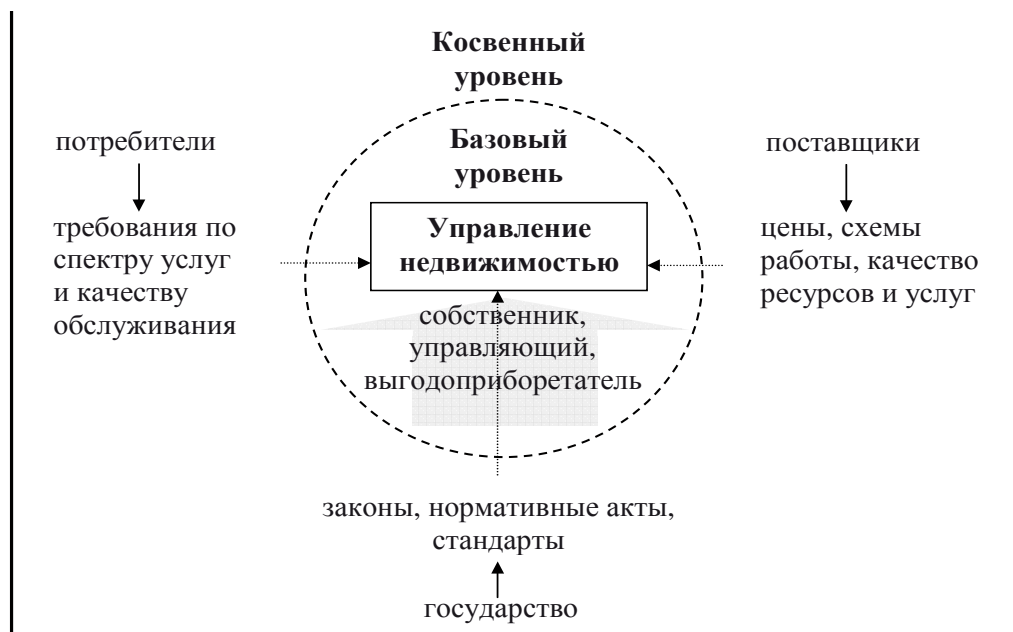 Косвенный
уровень
потребители
Базовый
уровень
поставщики
требования по
спектру услуг
и качеству
обслуживания
Управление
недвижимостью
цены, схемы
работы, качество
ресурсов и услуг
собственник,
управляющий,
выгодоприборетатель
законы, нормативные акты,
стандарты
государство